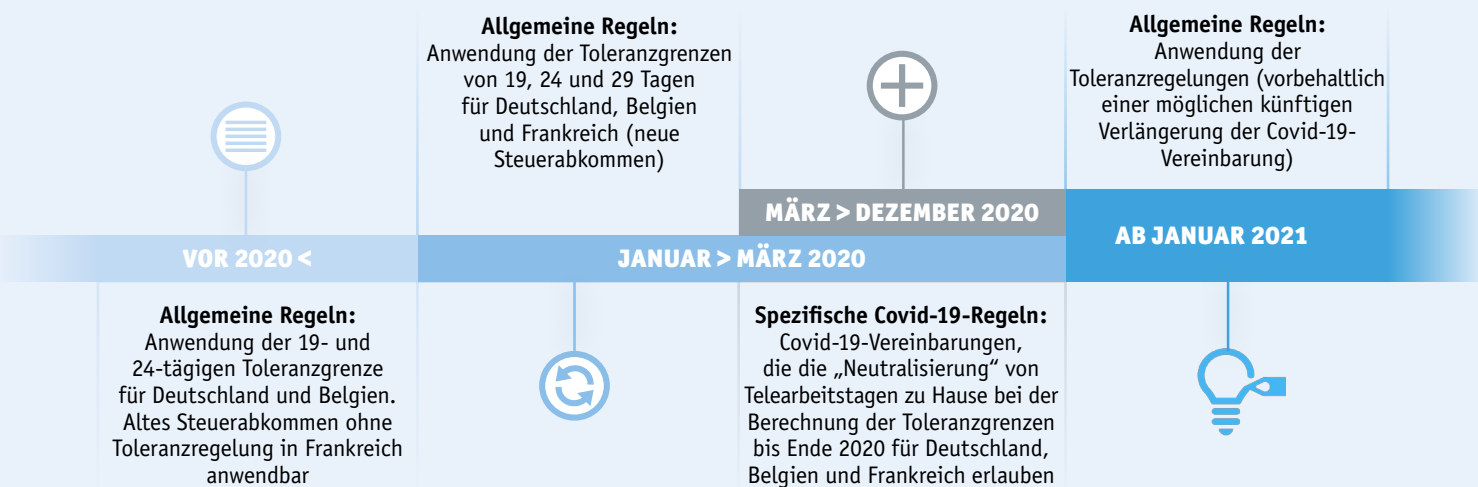 VOR 2020 <
Allgemeine Regeln:
Anwendung der 19- und
24-tägigen Toleranzgrenze
für Deutschland und Belgien.
Altes Steuerabkommen ohne
Toleranzregelung in Frankreich
anwendbar
Allgemeine Regeln:
Anwendung der Toleranzgrenzen
von 19, 24 und 29 Tagen
für Deutschland, Belgien
und Frankreich (neue
Steuerabkommen)
JANUAR > MÄRZ 2020
MÄRZ > DEZEMBER 2020
Spezifische Covid-19-Regeln:
Covid-19-Vereinbarungen,
die die „Neutralisierung“ von
Telearbeitstagen zu Hause bei der
Berechnung der Toleranzgrenzen
bis Ende 2020 für Deutschland,
Belgien und Frankreich erlauben
Allgemeine Regeln:
Anwendung der
Toleranzregelungen (vorbehaltlich
einer möglichen künftigen
Verlängerung der Covid-19-
Vereinbarung)
AB JANUAR 2021